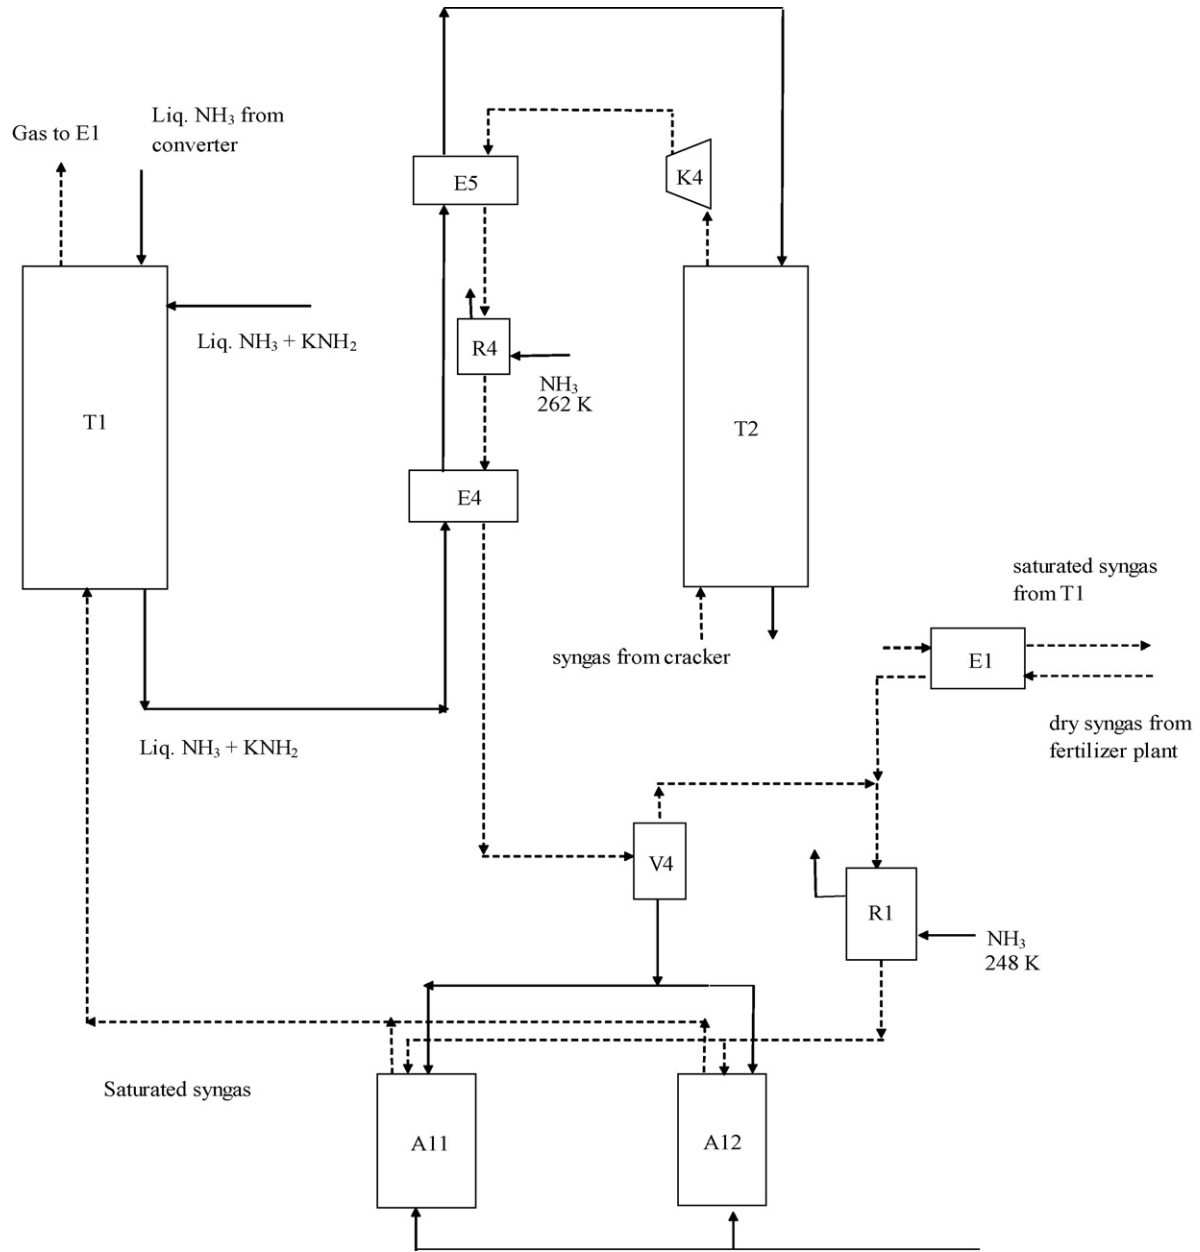 Gas to E1
Liq. NH₃ from
converter
E5
K4
Liq. NH₃ + KNH₂
R4
NH₃
262 K
T1
T2
E4
saturated syngas
from T1
syngas from cracker
E1
dry syngas from
fertilizer plant
Liq. NH₃ + KNH₂
V4
R1
NH₃
248 K
Saturated syngas
A11
A12